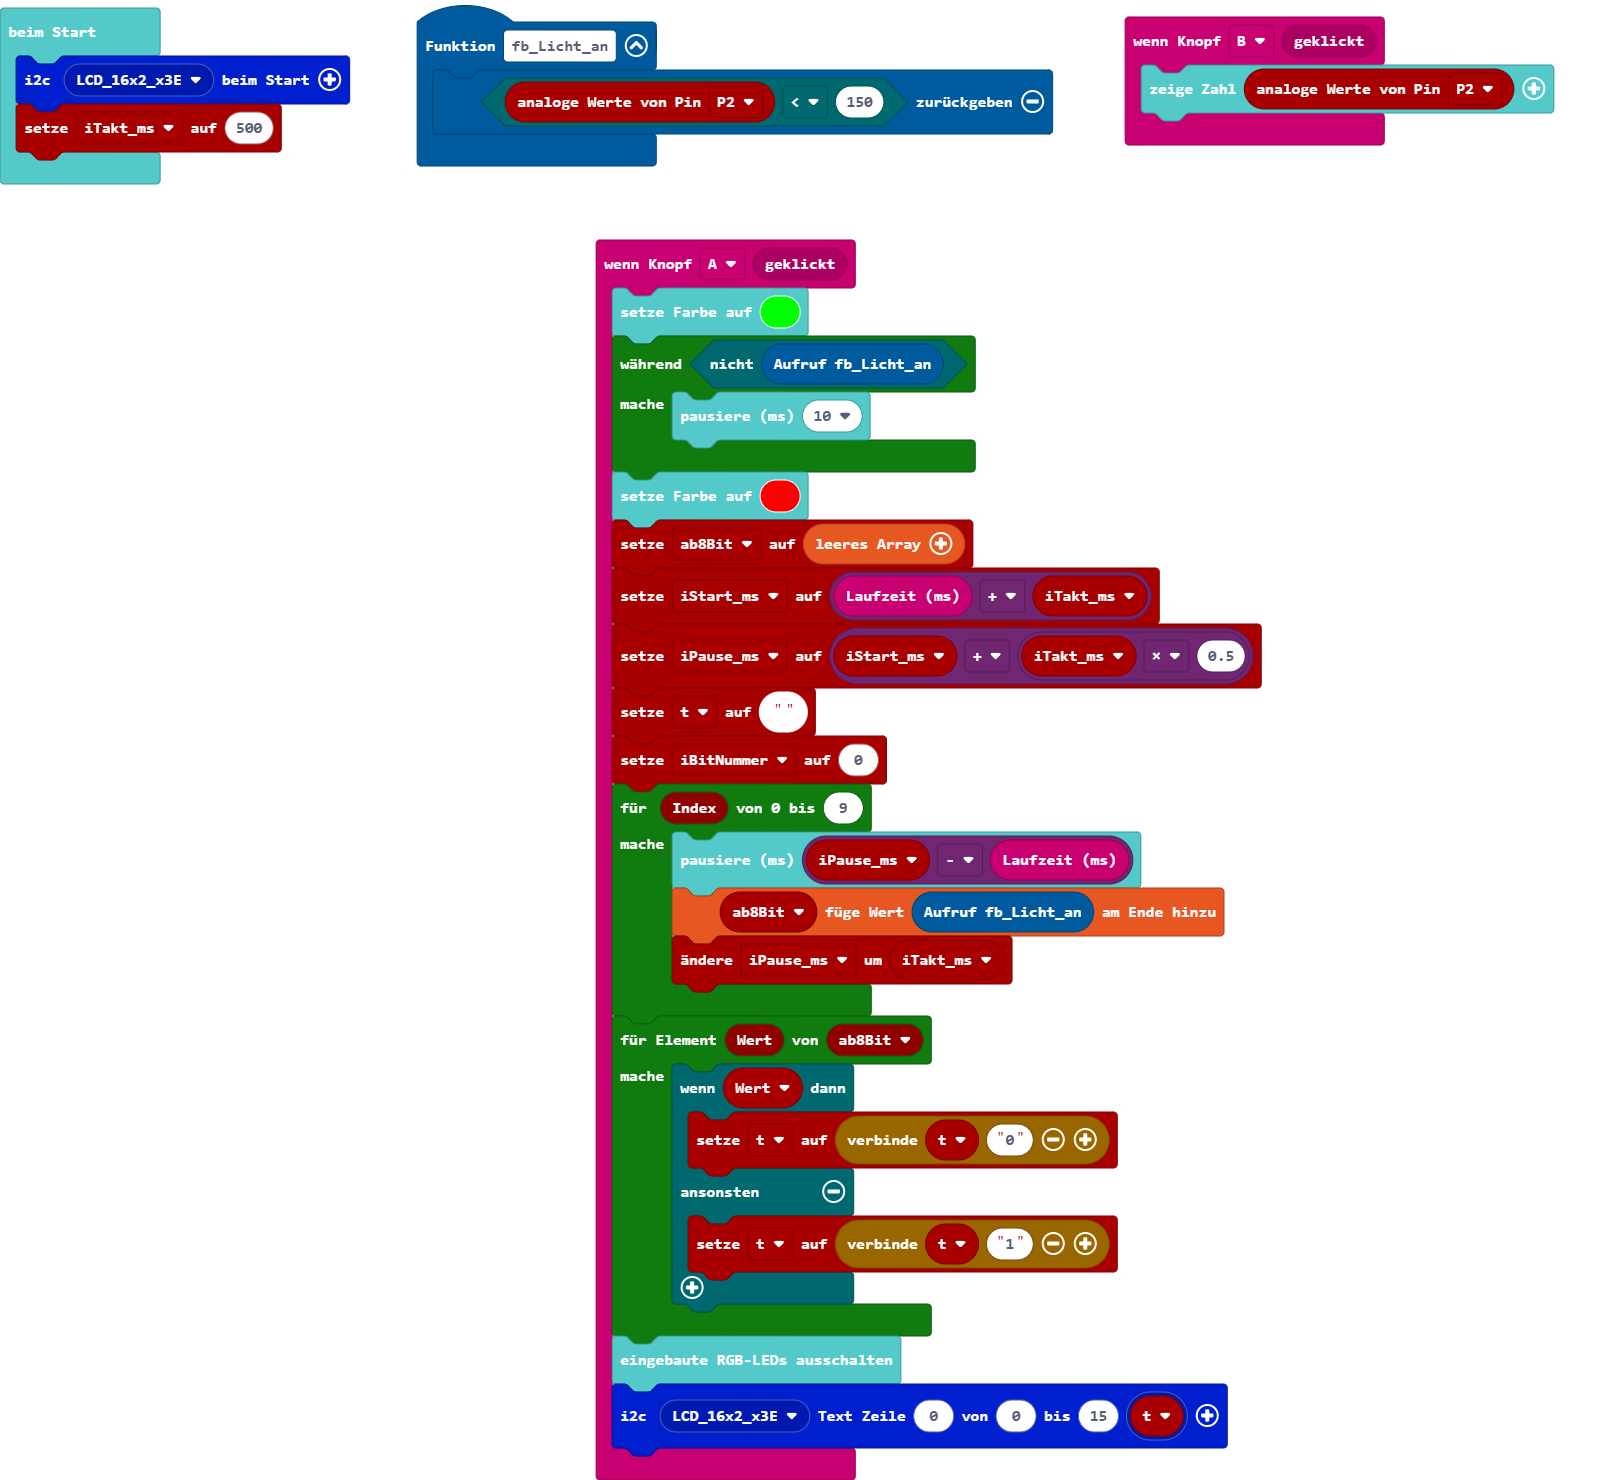 beim Start
i2c LCD_16x2_x3E beim Start
setze iTakt_ms auf 500
Funktion fb_Licht_an
analoge Werte von Pin P2 < 150 zurückgeben
wenn Knopf B geklickt
zeige Zahl analoge Werte von Pin P2
wenn Knopf A geklickt
setze Farbe auf
während nicht Aufruf fb_Licht_an
mache pausiere (ms) 10
setze Farbe auf
setze ab8Bit auf leeres Array
setze iStart_ms auf Laufzeit (ms) + iTakt_ms
setze iPause_ms auf iStart_ms + iTakt_ms × 0.5
setze t auf " "
setze iBitNummer auf 0
für Index von 0 bis 9
mache pausiere (ms) iPause_ms - Laufzeit (ms)
ab8Bit füge Wert Aufruf fb_Licht_an am Ende hinzu
ändere iPause_ms um iTakt_ms
für Element Wert von ab8Bit
mache wenn Wert dann
setze t auf verbinde t "0"
ansonsten
setze t auf verbinde t "1"
eingebaute RGB-LEDs ausschalten
i2c LCD_16x2_x3E Text Zeile 0 von 0 bis 15 t